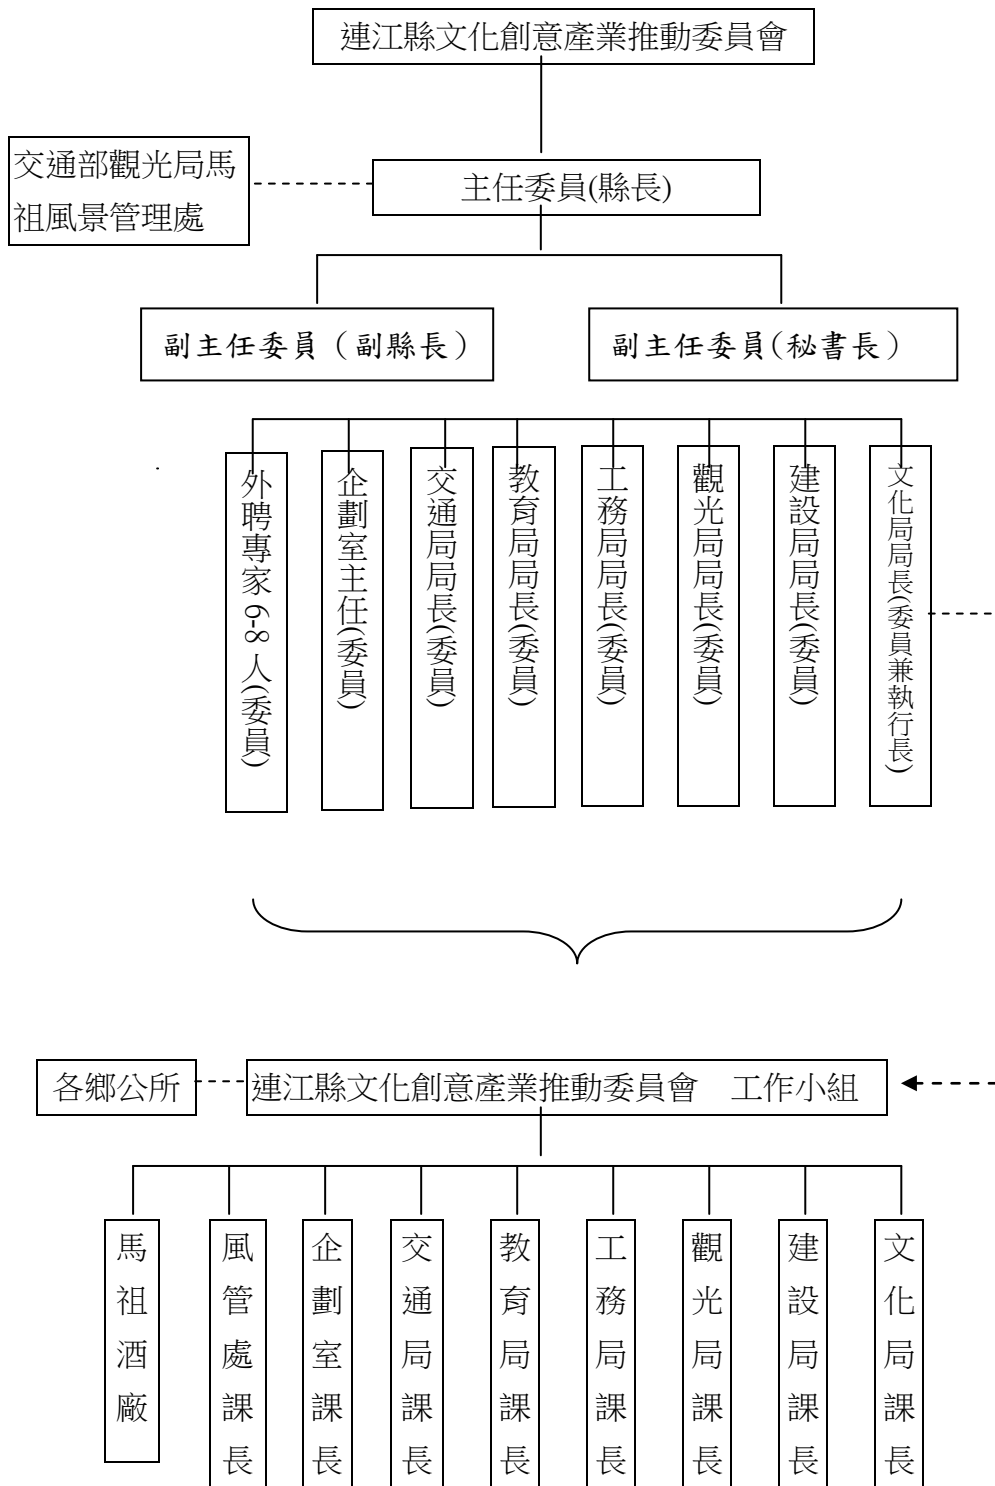 連江縣文化創意產業推動委員會
交通部觀光局馬
祖風景管理處
主任委員(縣長)
副主任委員（副縣長）
副主任委員(秘書長）
外聘專家 6-8 人(委員)
企劃室主任(委員)
交通局局長(委員)
教育局局長(委員)
工務局局長(委員)
觀光局局長(委員)
建設局局長(委員)
文化局局長(委員兼執行長)
各鄉公所
連江縣文化創意產業推動委員會　工作小組
馬祖酒廠
風管處課長
企劃室課長
交通局課長
教育局課長
工務局課長
觀光局課長
建設局課長
文化局課長